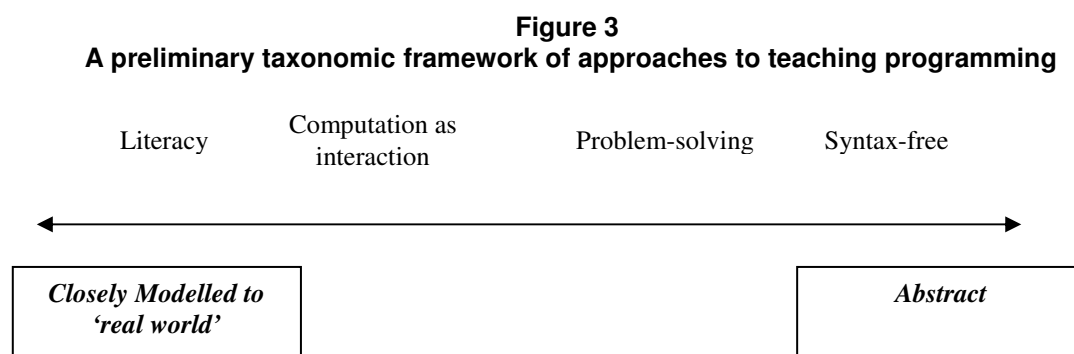 Figure 3
A preliminary taxonomic framework of approaches to teaching programming
Literacy
Computation as
interaction
Problem-solving
Syntax-free
Closely Modelled to
‘real world’
Abstract